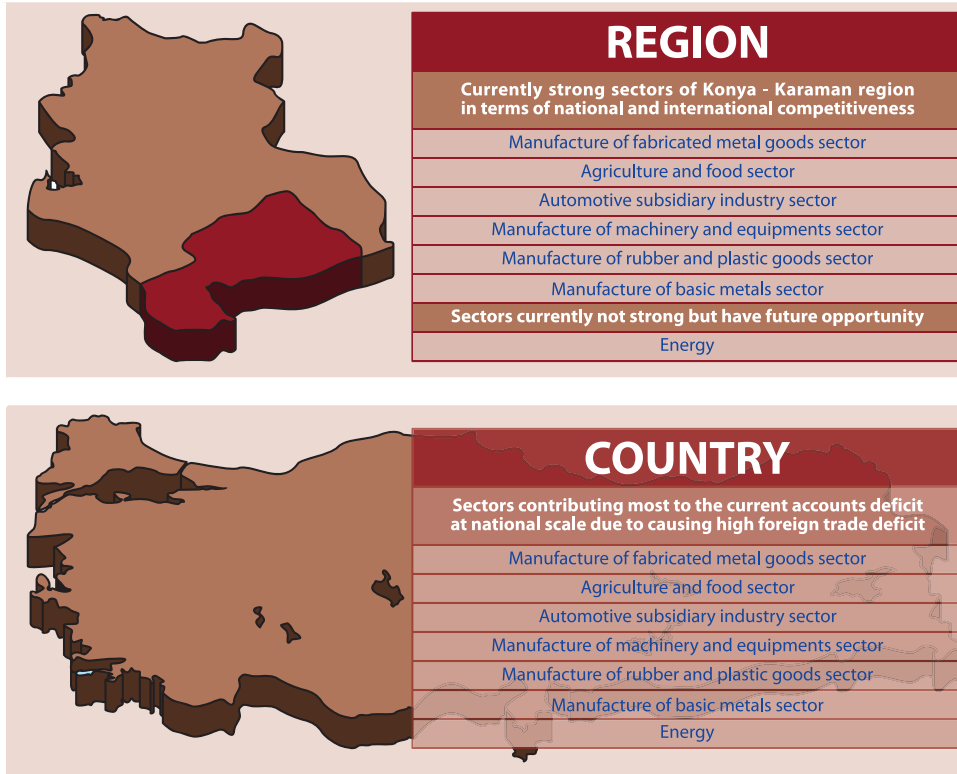 REGION
Currently strong sectors of Konya - Karaman region
in terms of national and international competitiveness
Manufacture of fabricated metal goods sector
Agriculture and food sector
Automotive subsidiary industry sector
Manufacture of machinery and equipments sector
Manufacture of rubber and plastic goods sector
Manufacture of basic metals sector
Sectors currently not strong but have future opportunity
Energy
COUNTRY
Sectors contributing most to the current accounts deficit
at national scale due to causing high foreign trade deficit
Manufacture of fabricated metal goods sector
Agriculture and food sector
Automotive subsidiary industry sector
Manufacture of machinery and equipments sector
Manufacture of rubber and plastic goods sector
Manufacture of basic metals sector
Energy